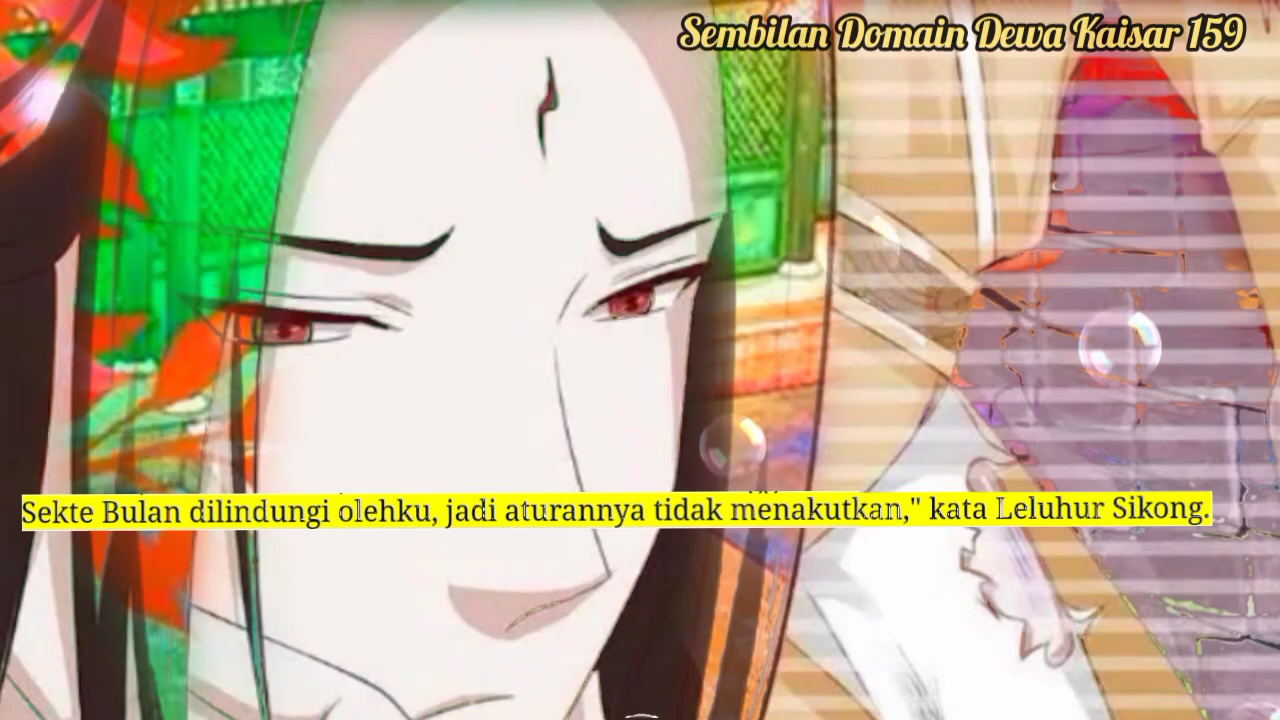 Sembilan Domain Dewa Kaisar 159
Sekte Bulan dilindungi olehku, jadi aturannya tidak menakutkan," kata Leluhur Sikong.